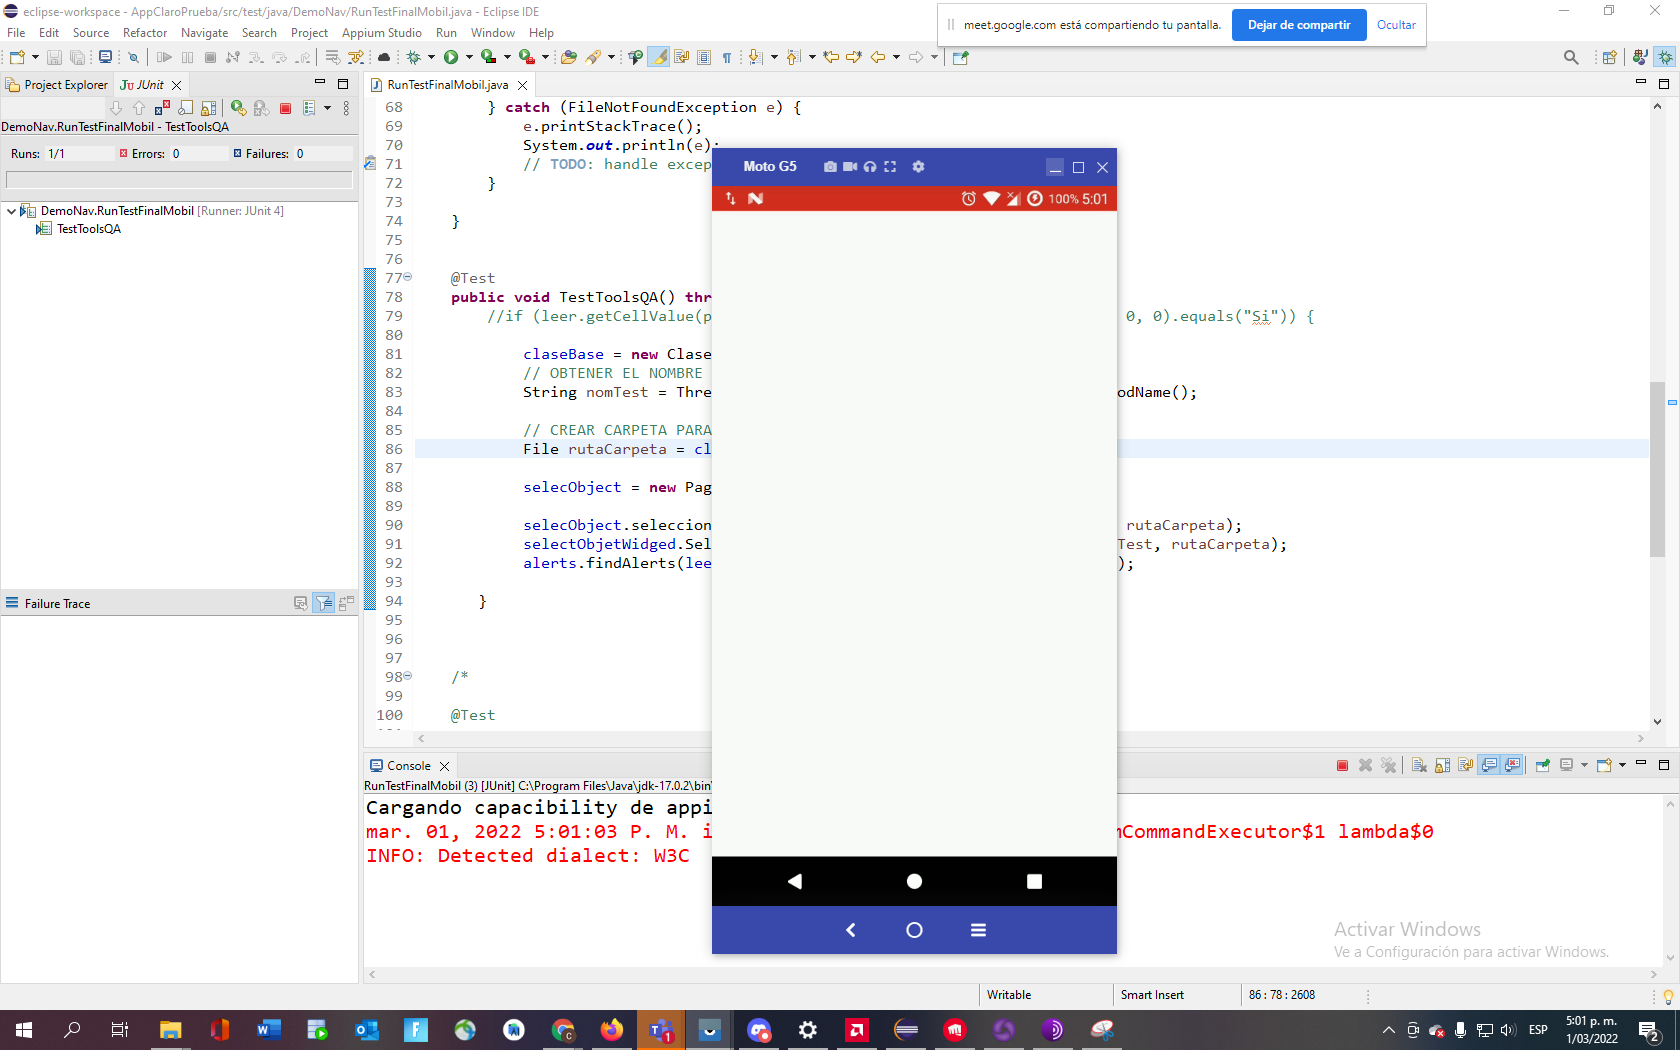 eclipse-workspace - AppClaroPrueba/src/test/java/DemoNav/RunTestFinalMobil.java - Eclipse IDE
meet.google.com está compartiendo tu pantalla. Dejar de compartir Ocultar
File Edit Source Refactor Navigate Search Project Appium Studio Run Window Help
Project Explorer JUnit
RunTestFinalMobil.java
DemoNav.RunTestFinalMobil - TestToolsQA
Runs: 1/1 Errors: 0 Failures: 0
DemoNav.RunTestFinalMobil [Runner: JUnit 4]
TestToolsQA
Failure Trace
68 } catch (FileNotFoundException e) {
69 e.printStackTrace();
70 System.out.println(e);
71 // TODO: handle excep
72 }
73
74 }
75
76
77 @Test
78 public void TestToolsQA() thr
79 //if (leer.getCellValue(p 0, 0).equals("Si")) {
80
81 claseBase = new Clase
82 // OBTENER EL NOMBRE
83 String nomTest = Thre odName();
84
85 // CREAR CARPETA PARA
86 File rutaCarpeta = cl
87
88 selecObject = new Pag
89
90 selecObject.seleccion rutaCarpeta);
91 selectObjetWidged.Sel Test, rutaCarpeta);
92 alerts.findAlerts(lee );
93
94 }
95
96
97
98 /*
99
100 @Test
Moto G5
100% 5:01
Console
RunTestFinalMobil (3) [JUnit] C:\Program Files\Java\jdk-17.0.2\bin\
Cargando capacibility de appi
mar. 01, 2022 5:01:03 P. M. i mCommandExecutor$1 lambda$0
INFO: Detected dialect: W3C
Activar Windows
Ve a Configuración para activar Windows.
Writable Smart Insert 86 : 78 : 2608
ESP
5:01 p. m.
1/03/2022
2